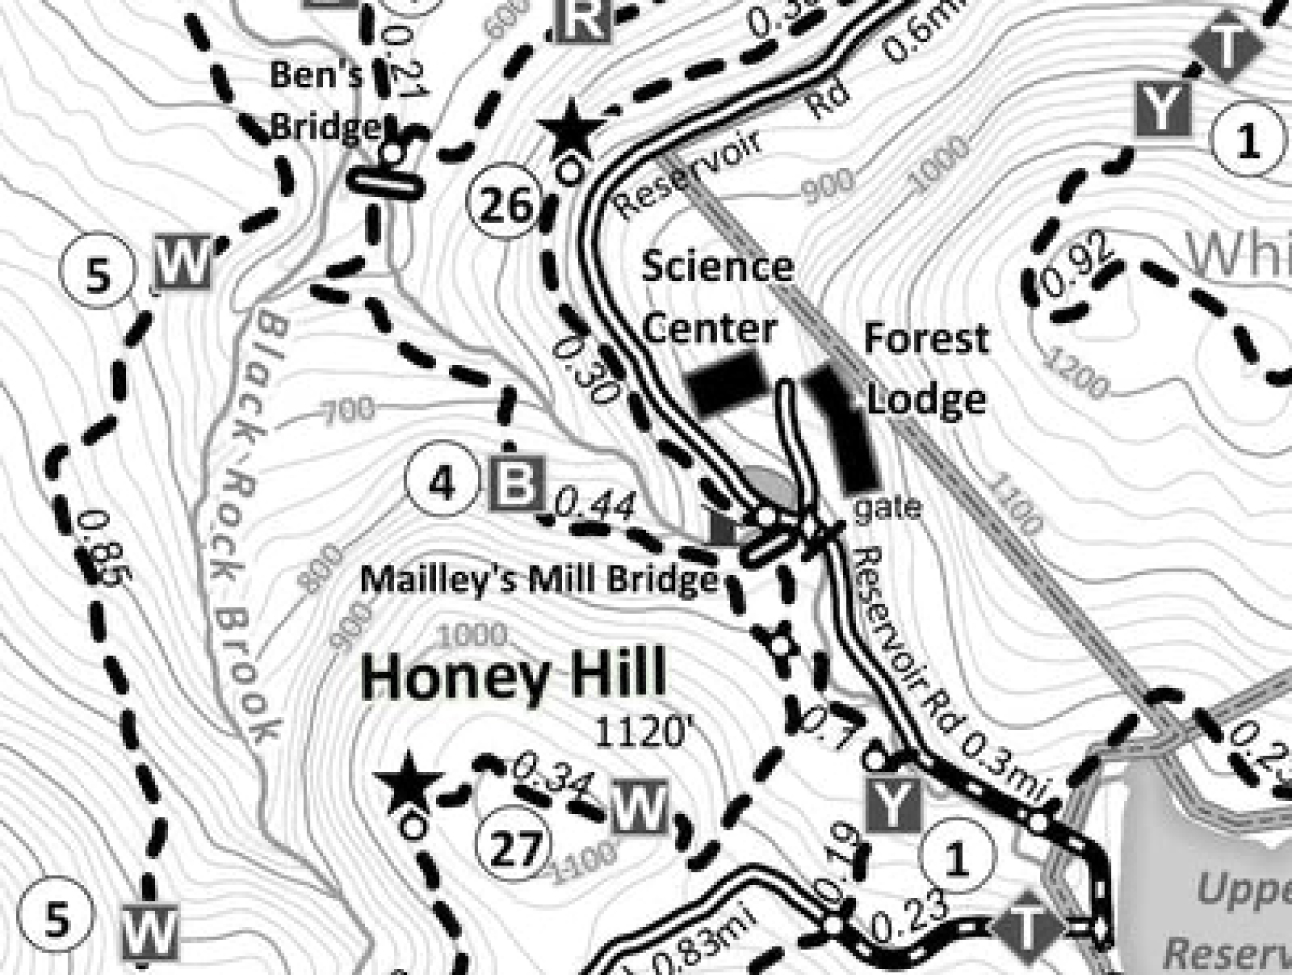 600
R
0.6mi
T
Ben's
Bridge
0.21
Y
1
Rd
Reservoir
900
1000
26
5
W
Science
Center
0.92
Forest
Lodge
1200
0.30
700
Black Rock Brook
4
B
0.44
gate
1100
0.85
800
Mailley's Mill Bridge
900
1000
Honey Hill
1120'
Reservoir Rd 0.3mi
0.34
W
27
1100
Y
1
0.19
0.23
T
5
W
0.83mi